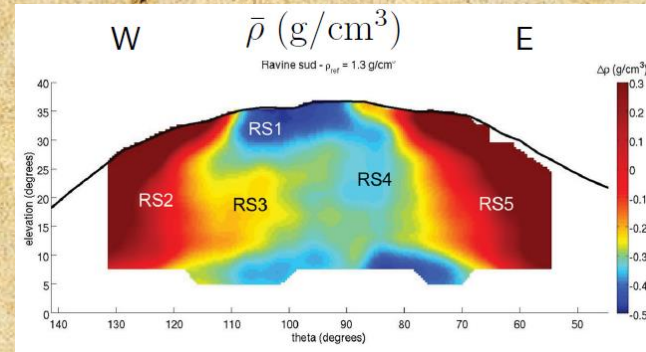 W ρ̄ (g/cm³) E
Ravine sud - ρref = 1.3 g/cm³
Δρ (g/cm³)
40
35
30
25
20
15
10
5
0
elevation (degrees)
RS1
RS2
RS3
RS4
RS5
140 130 120 110 100 90 80 70 60 50
theta (degrees)
0.3
0.2
0.1
0
-0.1
-0.2
-0.3
-0.4
-0.5